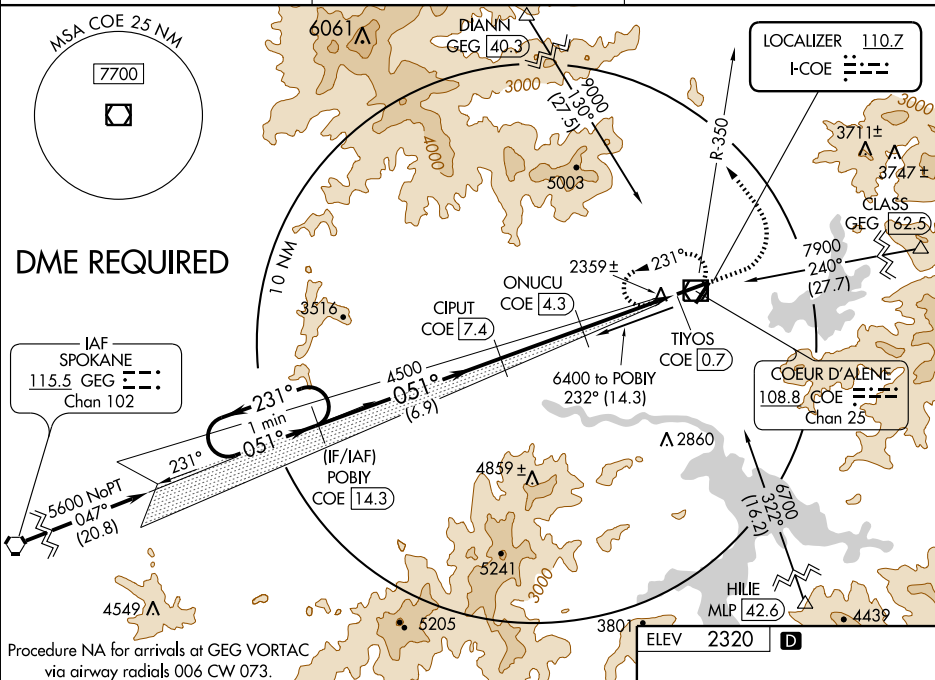 MSA COE 25 NM
7700
6061
DIANN
GEG 40.3
9000
130°
(27.5)
3000
4000
5003
R-350
LOCALIZER 110.7
I-COE
3000
3711±
3747±
CLASS
GEG 62.5
7900
240°
(27.7)
DME REQUIRED
10 NM
3516
2359±
231°
ONUCU
COE 4.3
CIPUT
COE 7.4
TIYOS
COE 0.7
IAF
SPOKANE
115.5 GEG
Chan 102
4500
051°
(6.9)
6400 to POBIY
232° (14.3)
COEUR D'ALENE
108.8 COE
Chan 25
231°
1 min
051°
231°
(IF/IAF)
POBIY
COE 14.3
2860
4859±
5600 NoPT
047°
(20.8)
6700
322°
(16.2)
5241
3000
4549
5205
HILIE
MLP 42.6
3801
4439
Procedure NA for arrivals at GEG VORTAC
via airway radials 006 CW 073.
ELEV 2320 D